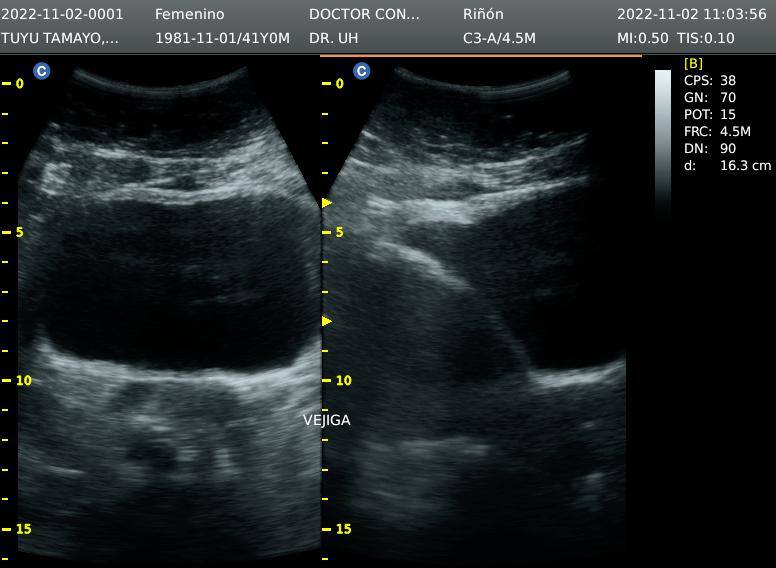 2022-11-02-0001 Femenino DOCTOR CON... Riñón 2022-11-02 11:03:56
TUYU TAMAYO,... 1981-11-01/41Y0M DR. UH C3-A/4.5M MI:0.50 TIS:0.10
C C
[B]
CPS: 38
GN: 70
POT: 15
FRC: 4.5M
DN: 90
d: 16.3 cm
0 0
5 5
10 10
VEJIGA
15 15